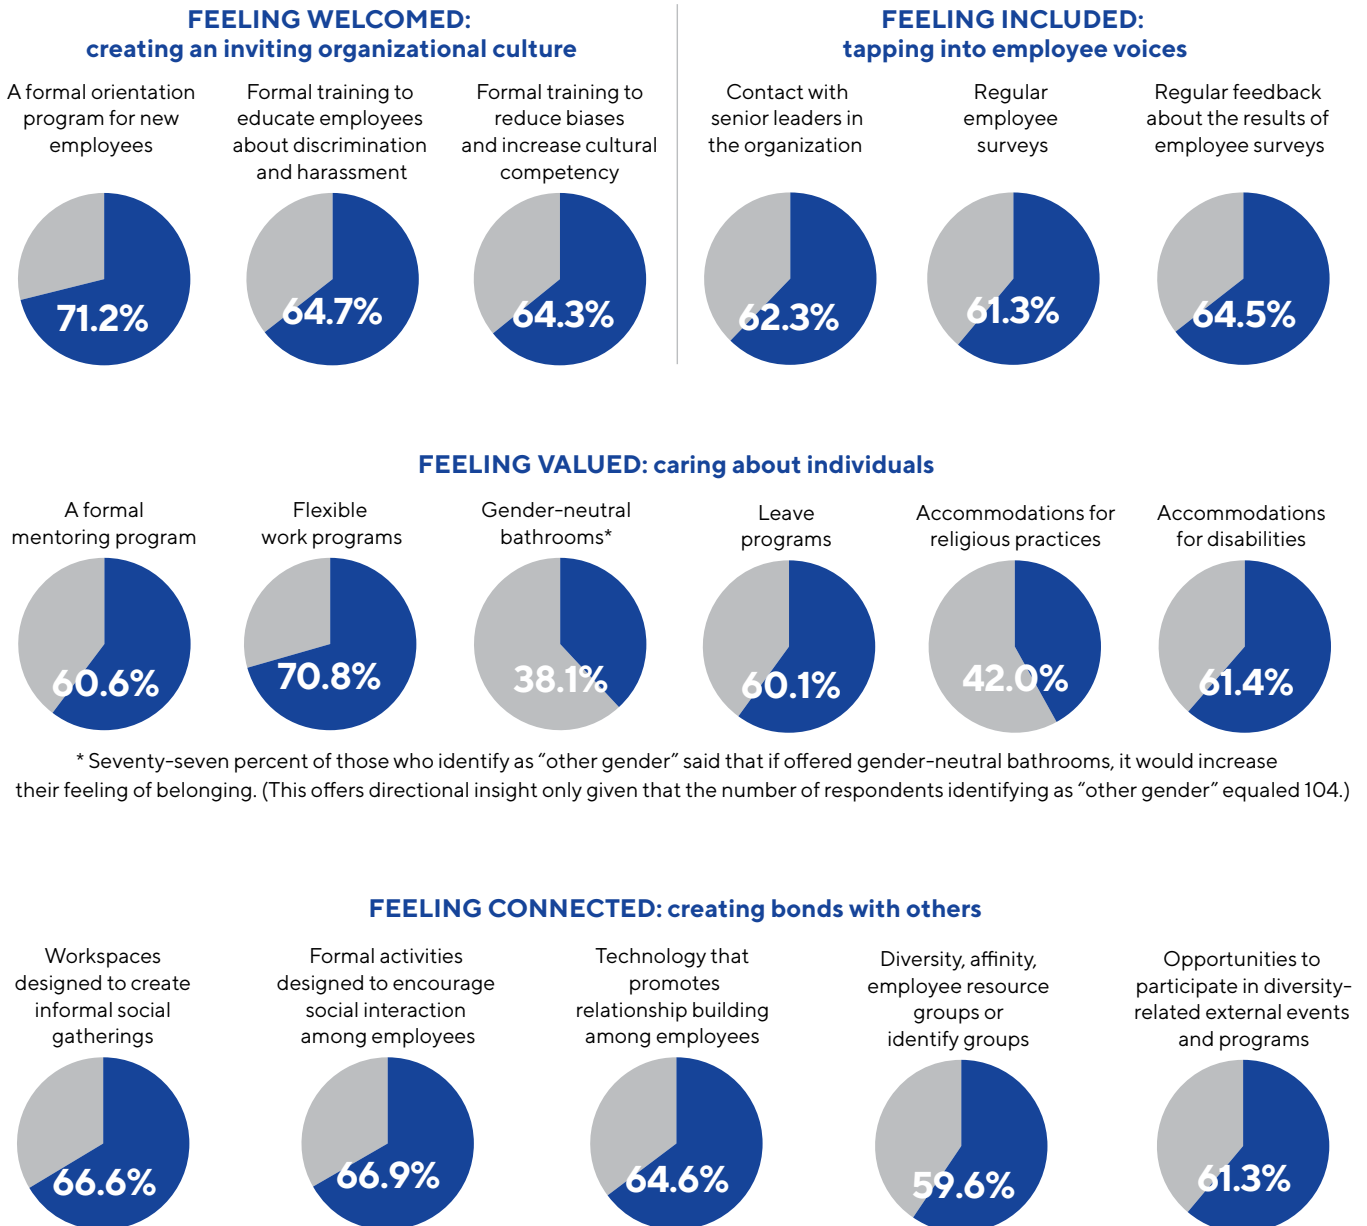 FEELING WELCOMED:
creating an inviting organizational culture
A formal orientation
program for new
employees
71.2%
Formal training to
educate employees
about discrimination
and harassment
64.7%
Formal training to
reduce biases
and increase cultural
competency
64.3%
FEELING INCLUDED:
tapping into employee voices
Contact with
senior leaders in
the organization
62.3%
Regular
employee
surveys
61.3%
Regular feedback
about the results of
employee surveys
64.5%
FEELING VALUED: caring about individuals
A formal
mentoring program
60.6%
Flexible
work programs
70.8%
Gender-neutral
bathrooms*
38.1%
Leave
programs
60.1%
Accommodations for
religious practices
42.0%
Accommodations
for disabilities
61.4%
* Seventy-seven percent of those who identify as “other gender” said that if offered gender-neutral bathrooms, it would increase
their feeling of belonging. (This offers directional insight only given that the number of respondents identifying as “other gender” equaled 104.)
FEELING CONNECTED: creating bonds with others
Workspaces
designed to create
informal social
gatherings
66.6%
Formal activities
designed to encourage
social interaction
among employees
66.9%
Technology that
promotes
relationship building
among employees
64.6%
Diversity, affinity,
employee resource
groups or
identify groups
59.6%
Opportunities to
participate in diversity-
related external events
and programs
61.3%